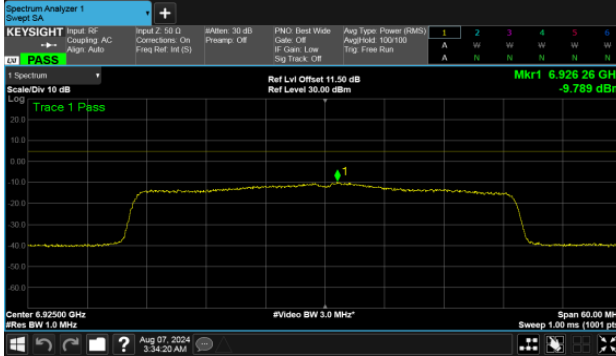 Spectrum Analyzer 1
Swept SA
+
KEYSIGHT
Input: RF
Coupling: AC
Align: Auto
Input Z: 50 Ω
Corrections: On
Freq Ref: Int (S)
#Atten: 30 dB
Preamp: Off
PNO: Best Wide
Gate: Off
IF Gain: Low
Sig Track: Off
Avg Type: Power (RMS)
Avg|Hold: 100/100
Trig: Free Run
1 2 3 4 5 6
A W W W W W
A N N N N N
LXI PASS
1 Spectrum
Scale/Div 10 dB
Ref Lvl Offset 11.50 dB
Ref Level 30.00 dBm
Mkr1 6.926 26 GH
-9.789 dBr
Log
Trace 1 Pass
20.0
10.0
0.00
-10.0
-20.0
-30.0
-40.0
-50.0
-60.0
1
Center 6.92500 GHz
#Res BW 1.0 MHz
#Video BW 3.0 MHz*
Span 60.00 MH
Sweep 1.00 ms (1001 pts
?
Aug 07, 2024
3:34:20 AM